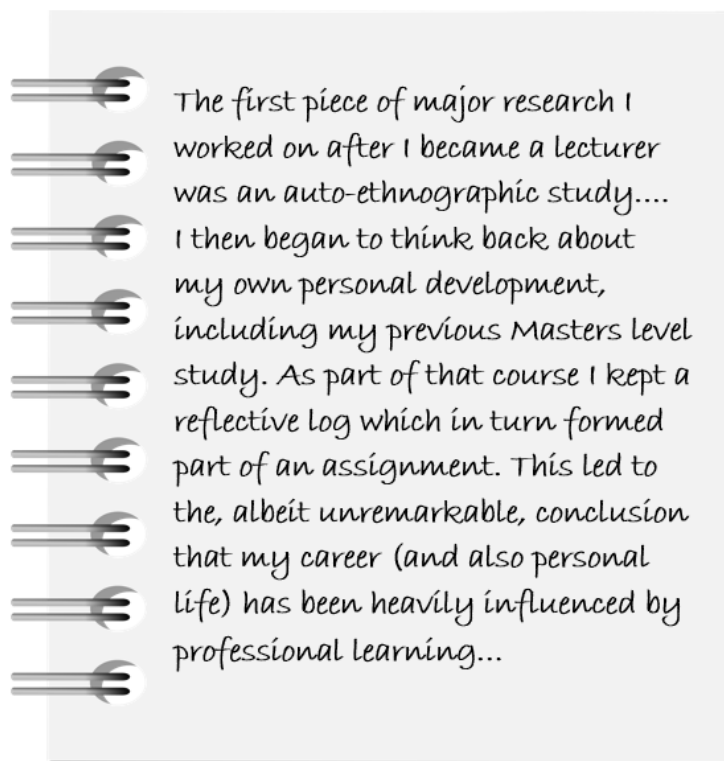 The first piece of major research I
worked on after I became a lecturer
was an auto-ethnographic study....
I then began to think back about
my own personal development,
including my previous Masters level
study. As part of that course I kept a
reflective log which in turn formed
part of an assignment. This led to
the, albeit unremarkable, conclusion
that my career (and also personal
life) has been heavily influenced by
professional learning...